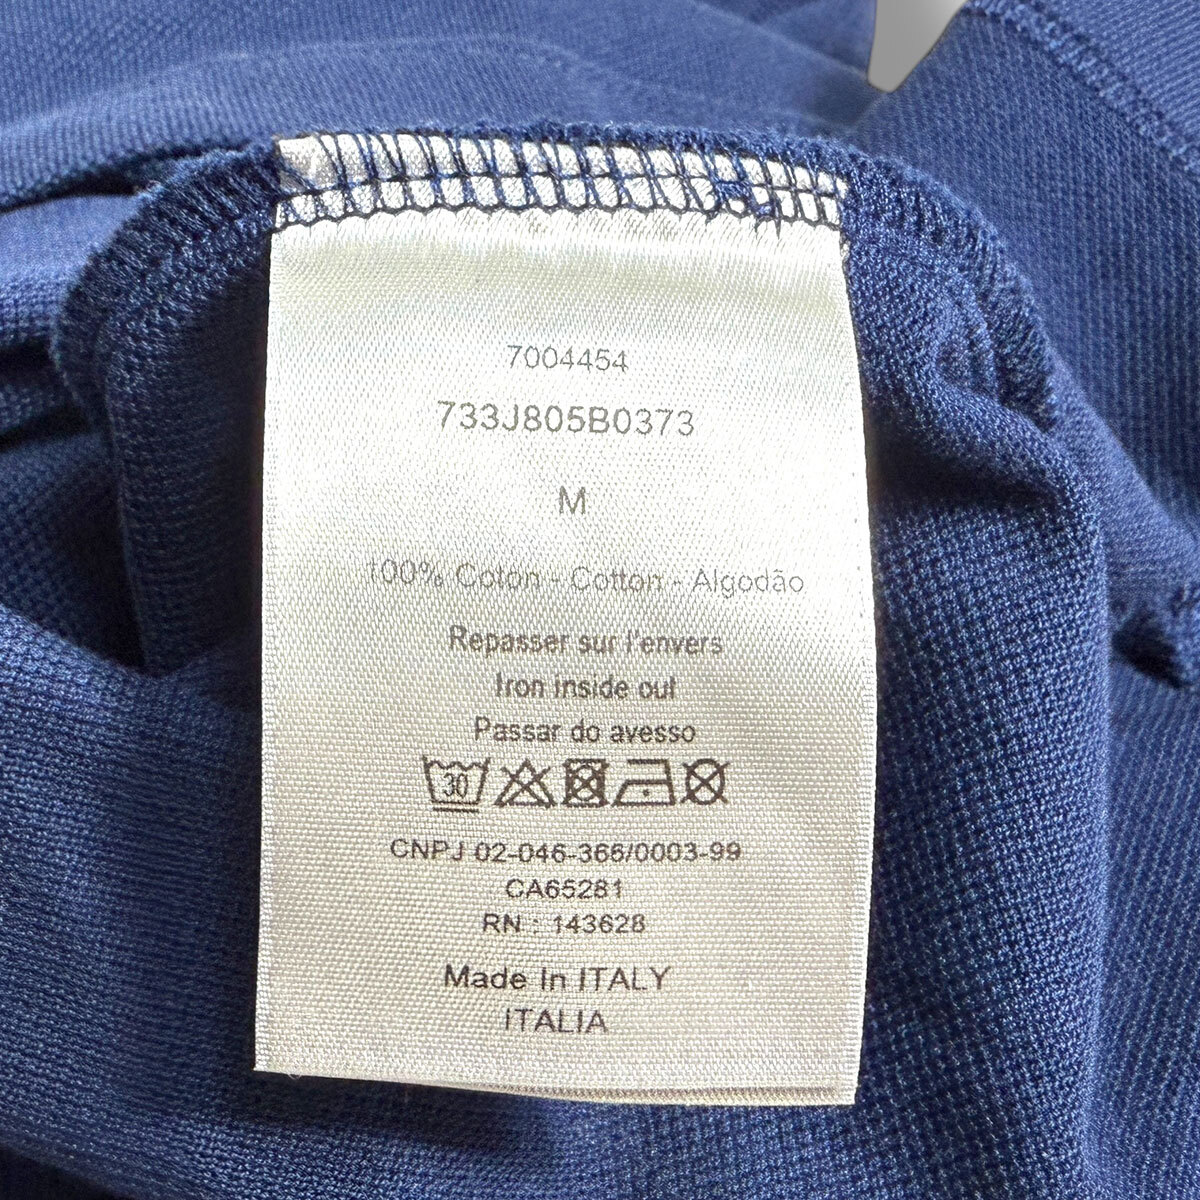 7004454
733J805B0373
M
100% Coton - Cotton - Algodão
Repasser sur l'envers
Iron inside out
Passar do avesso
30
CNPJ 02-046-366/0003-99
CA65281
RN : 143628
Made In ITALY
ITALIA